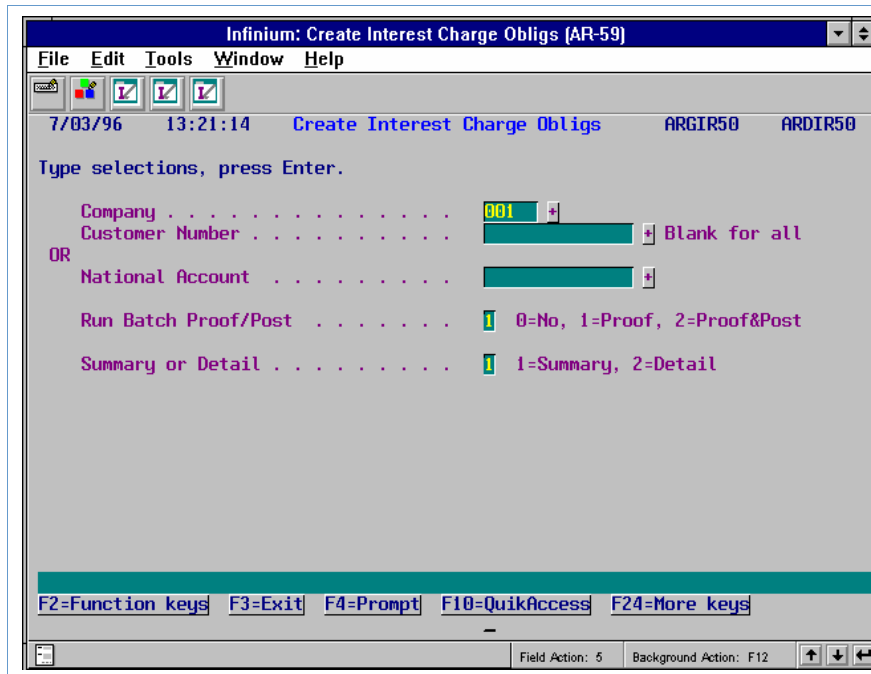 Infinium: Create Interest Charge Obligs (AR-59)
File Edit Tools Window Help
7/03/96 13:21:14 Create Interest Charge Obligs ARGIR50 ARDIR50
Type selections, press Enter.
Company . . . . . . . . . . . . . . 001 +
Customer Number . . . . . . . . . . + Blank for all
OR
National Account . . . . . . . . . +
Run Batch Proof/Post . . . . . . . 1 0=No, 1=Proof, 2=Proof&Post
Summary or Detail . . . . . . . . . 1 1=Summary, 2=Detail
F2=Function keys F3=Exit F4=Prompt F10=QuikAccess F24=More keys
Field Action: 5 Background Action: F12